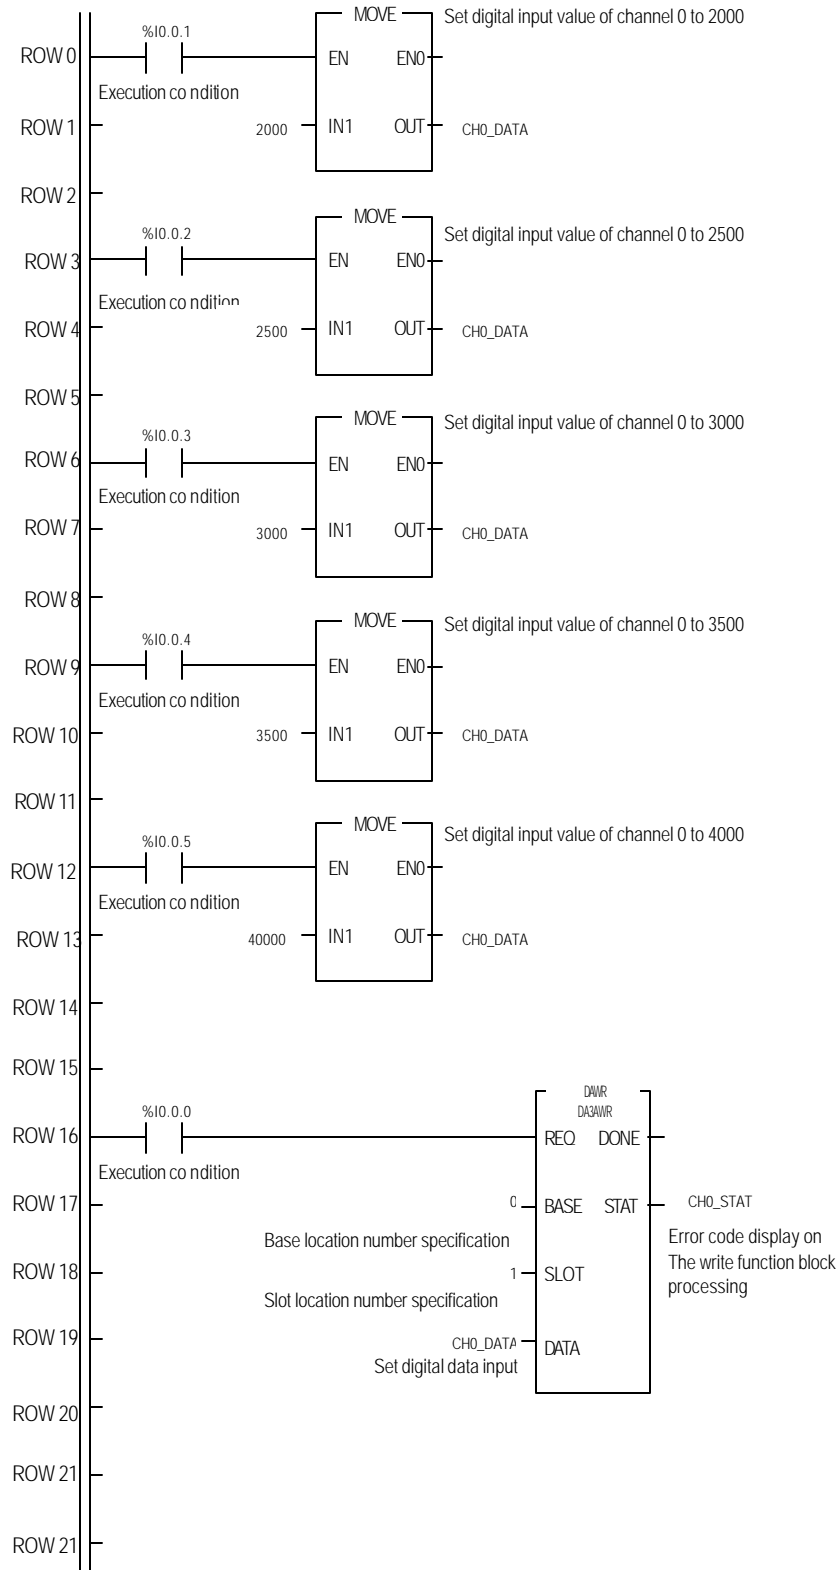 MOVE Set digital input value of channel 0 to 2000
%I0.0.1
ROW 0 EN EN0
Execution co ndition
ROW 1 2000 IN1 OUT CH0_DATA
ROW 2
MOVE
%I0.0.2 Set digital input value of channel 0 to 2500
ROW 3 EN EN0
Execution co ndition
ROW 4 2500 IN1 OUT CH0_DATA
ROW 5
MOVE Set digital input value of channel 0 to 3000
%I0.0.3
ROW 6 EN EN0
Execution co ndition
ROW 7 3000 IN1 OUT CH0_DATA
ROW 8
MOVE Set digital input value of channel 0 to 3500
%I0.0.4
ROW 9 EN EN0
Execution co ndition
ROW 10 3500 IN1 OUT CH0_DATA
ROW 11
MOVE Set digital input value of channel 0 to 4000
%I0.0.5
ROW 12 EN EN0
Execution co ndition
ROW 13 40000 IN1 OUT CH0_DATA
ROW 14
ROW 15
DAWR
%I0.0.0 DA3AWR
ROW 16 REQ DONE
Execution co ndition
ROW 17 0 BASE STAT CH0_STAT
Base location number specification Error code display on
The write function block
ROW 18 1 SLOT processing
Slot location number specification
ROW 19 CH0_DATA DATA
Set digital data input
ROW 20
ROW 21
ROW 21